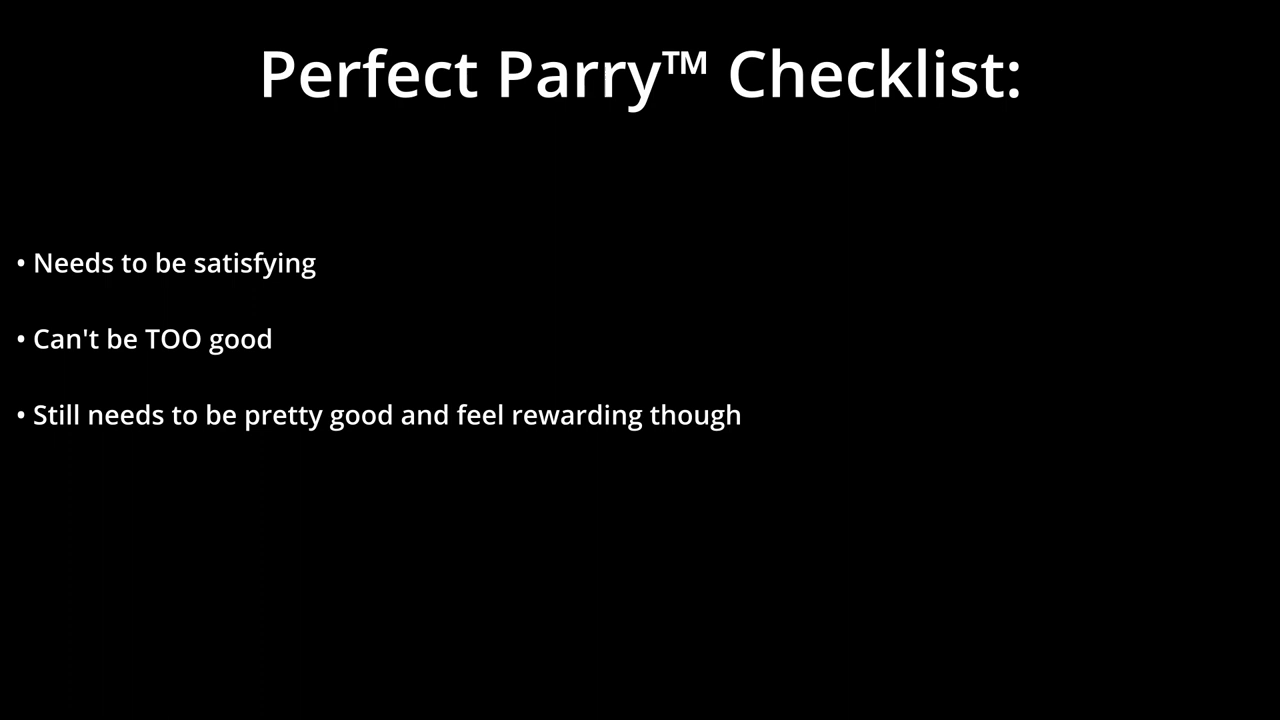 Perfect Parry™ Checklist:
• Needs to be satisfying
• Can't be TOO good
• Still needs to be pretty good and feel rewarding though